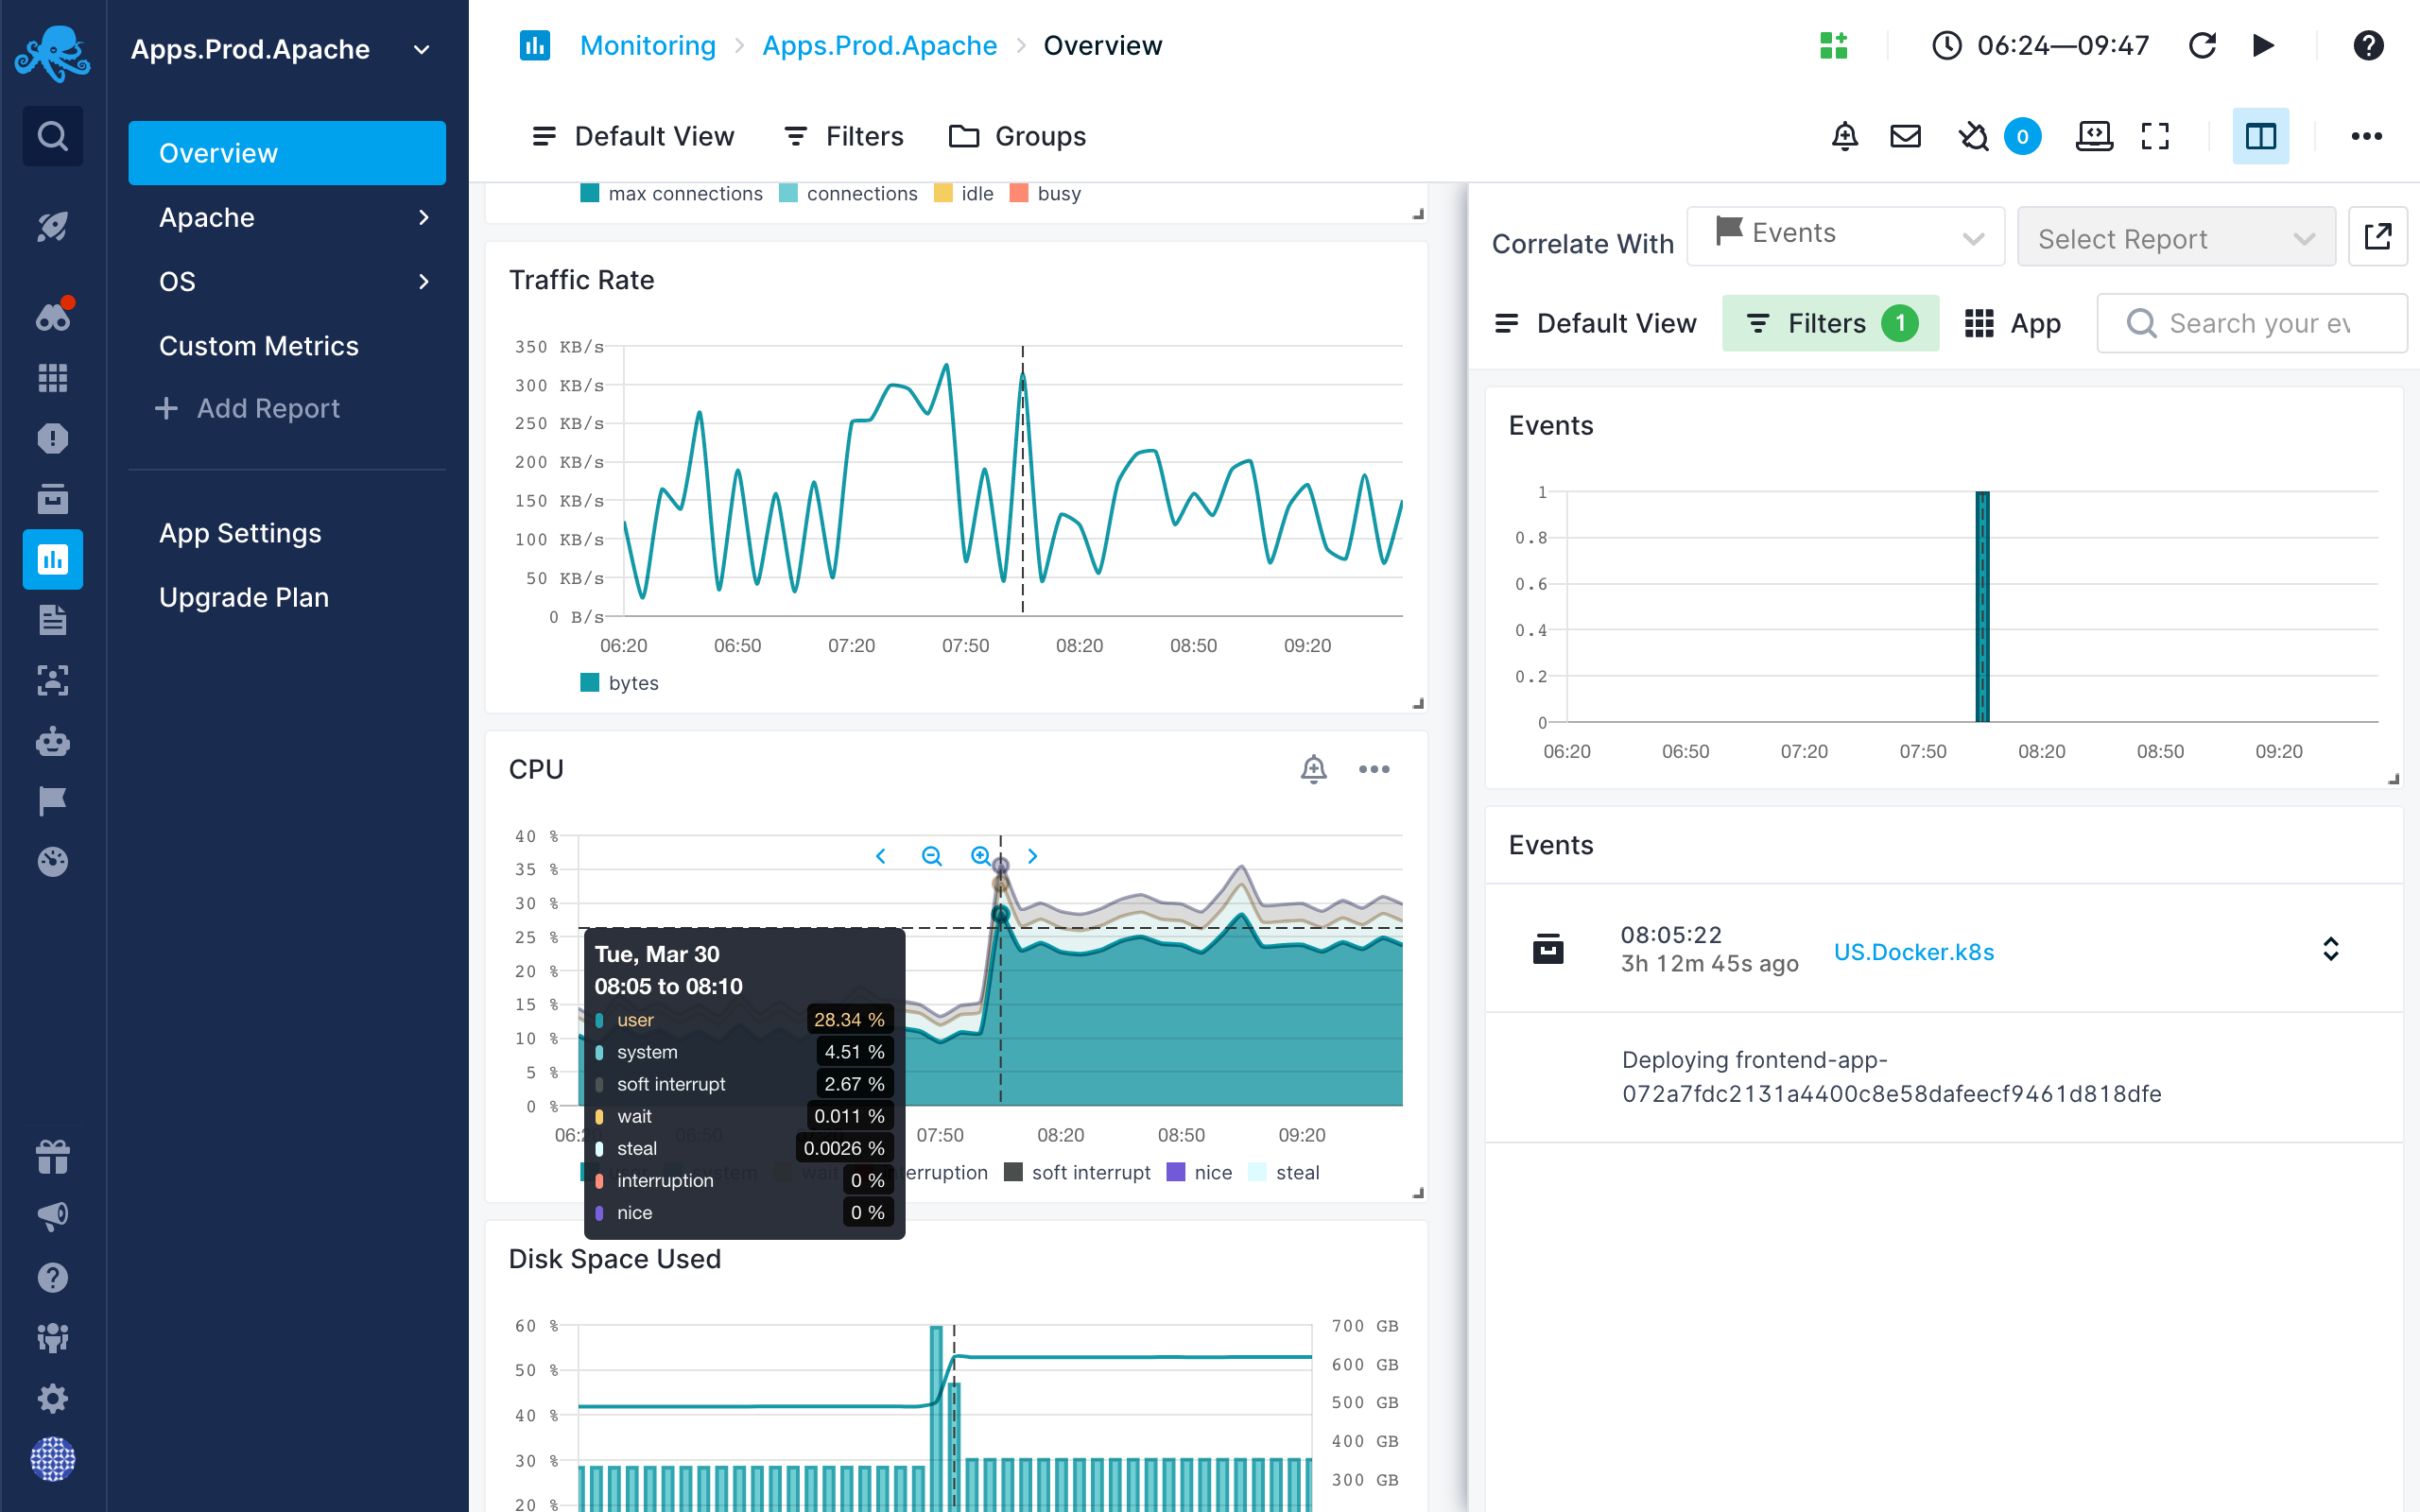 Apps.Prod.Apache
Overview
Apache
OS
Custom Metrics
Add Report
App Settings
Upgrade Plan
Monitoring
Apps.Prod.Apache
Overview
06:24—09:47
Default View
Filters
Groups
0
max connections
connections
idle
busy
Traffic Rate
350 KB/s
300 KB/s
250 KB/s
200 KB/s
150 KB/s
100 KB/s
50 KB/s
0 B/s
06:20
06:50
07:20
07:50
08:20
08:50
09:20
bytes
CPU
40 %
35 %
30 %
25 %
20 %
15 %
10 %
5 %
0 %
Tue, Mar 30
08:05 to 08:10
user 28.34 %
system 4.51 %
soft interrupt 2.67 %
wait 0.011 %
steal 0.0026 %
interruption 0 %
nice 0 %
06:20
06:50
07:50
08:20
08:50
09:20
user
system
wait
soft interrupt
nice
steal
Disk Space Used
60 %
50 %
40 %
30 %
20 %
700 GB
600 GB
500 GB
400 GB
300 GB
Correlate With
Events
Select Report
Default View
Filters
1
App
Search your ev
Events
1
0.8
0.6
0.4
0.2
0
06:20
06:50
07:20
07:50
08:20
08:50
09:20
Events
08:05:22
3h 12m 45s ago
US.Docker.k8s
Deploying frontend-app-
072a7fdc2131a4400c8e58dafeecf9461d818dfe